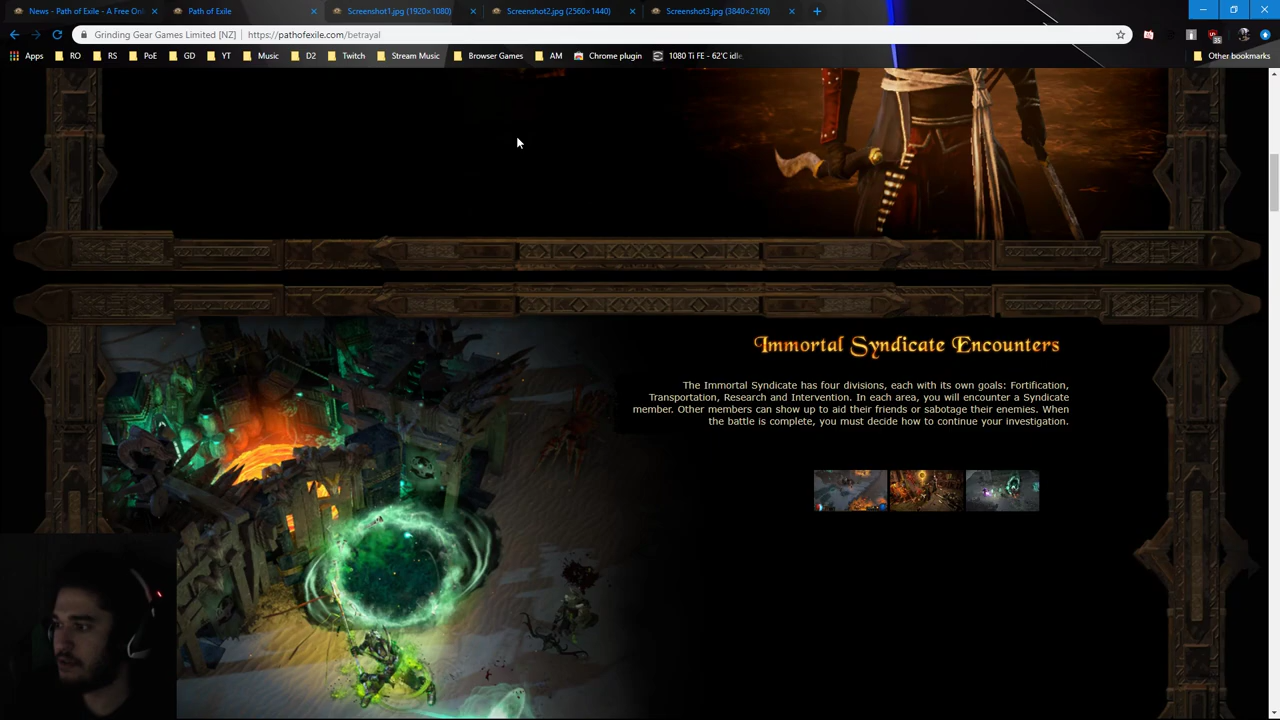 News - Path of Exile - A Free Onl
Path of Exile
Screenshot1.jpg (1920×1080)
Screenshot2.jpg (2560×1440)
Screenshot3.jpg (3840×2160)
Grinding Gear Games Limited [NZ] | https://pathofexile.com/betrayal
Apps RO RS PoE GD YT Music D2 Twitch Stream Music Browser Games AM Chrome plugin 1080 Ti FE - 62°C idle, Other bookmarks
Immortal Syndicate Encounters
The Immortal Syndicate has four divisions, each with its own goals: Fortification,
Transportation, Research and Intervention. In each area, you will encounter a Syndicate
member. Other members can show up to aid their friends or sabotage their enemies. When
the battle is complete, you must decide how to continue your investigation.